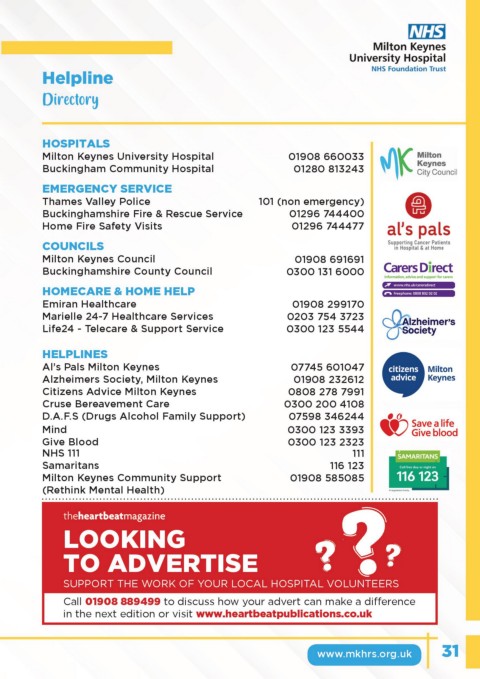 NHS
Milton Keynes
University Hospital
NHS Foundation Trust
Helpline
Directory
HOSPITALS
Milton Keynes University Hospital 01908 660033
Buckingham Community Hospital 01280 813243
EMERGENCY SERVICE
Thames Valley Police 101 (non emergency)
Buckinghamshire Fire & Rescue Service 01296 744400
Home Fire Safety Visits 01296 744477
COUNCILS
Milton Keynes Council 01908 691691
Buckinghamshire County Council 0300 131 6000
HOMECARE & HOME HELP
Emiran Healthcare 01908 299170
Marielle 24-7 Healthcare Services 0203 754 3723
Life24 - Telecare & Support Service 0300 123 5544
HELPLINES
Al's Pals Milton Keynes 07745 601047
Alzheimers Society, Milton Keynes 01908 232612
Citizens Advice Milton Keynes 0808 278 7991
Cruse Bereavement Care 0300 200 4108
D.A.F.S (Drugs Alcohol Family Support) 07598 346244
Mind 0300 123 3393
Give Blood 0300 123 2323
NHS 111 111
Samaritans 116 123
Milton Keynes Community Support 01908 585085
(Rethink Mental Health)
MK
Milton
Keynes
City Council
al's pals
Supporting Cancer Patients
in Hospital & at Home
Carers Direct
Information, advice and support for carers
www.nhs.uk/carersdirect
Alzheimer's
Society
citizens
advice
Milton
Keynes
Save a life
Give blood
SAMARITANS
116 123
theheartbeatmagazine
LOOKING
TO ADVERTISE
SUPPORT THE WORK OF YOUR LOCAL HOSPITAL VOLUNTEERS
? ? ?
Call 01908 889499 to discuss how your advert can make a difference
in the next edition or visit www.heartbeatpublications.co.uk
www.mkhrs.org.uk 31